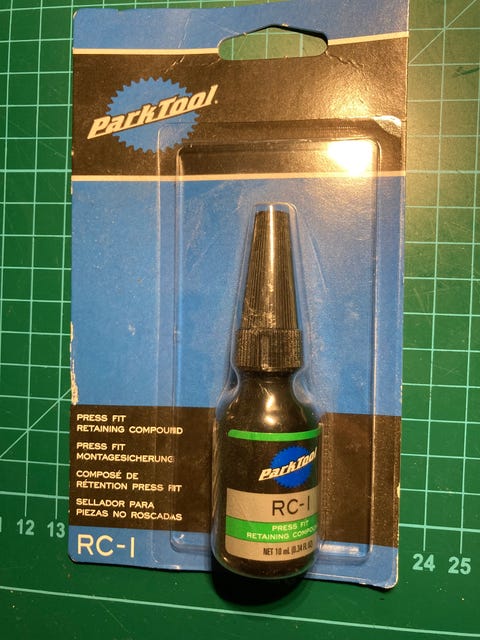 ParkTool®
PRESS FIT
RETAINING COMPOUND
PRESS FIT
MONTAGESICHERUNG
COMPOSÉ DE
RÉTENTION PRESS FIT
SELLADOR PARA
PIEZAS NO ROSCADAS
RC-1
ParkTool
RC-1
PRESS FIT
RETAINING COMPOU
NET 10 mL (0.34 FL OZ
12 13
24 25